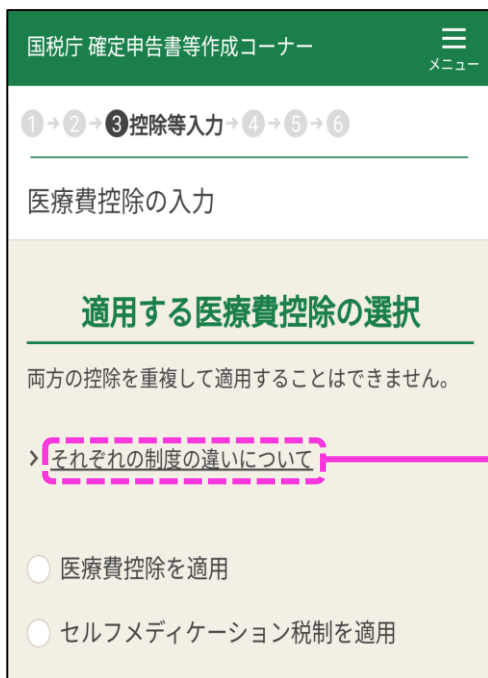 国税庁 確定申告書等作成コーナー
メニュー
1→2→3控除等入力→4→5→6
医療費控除の入力
適用する医療費控除の選択
両方の控除を重複して適用することはできません。
それぞれの制度の違いについて
医療費控除を適用
セルフメディケーション税制を適用